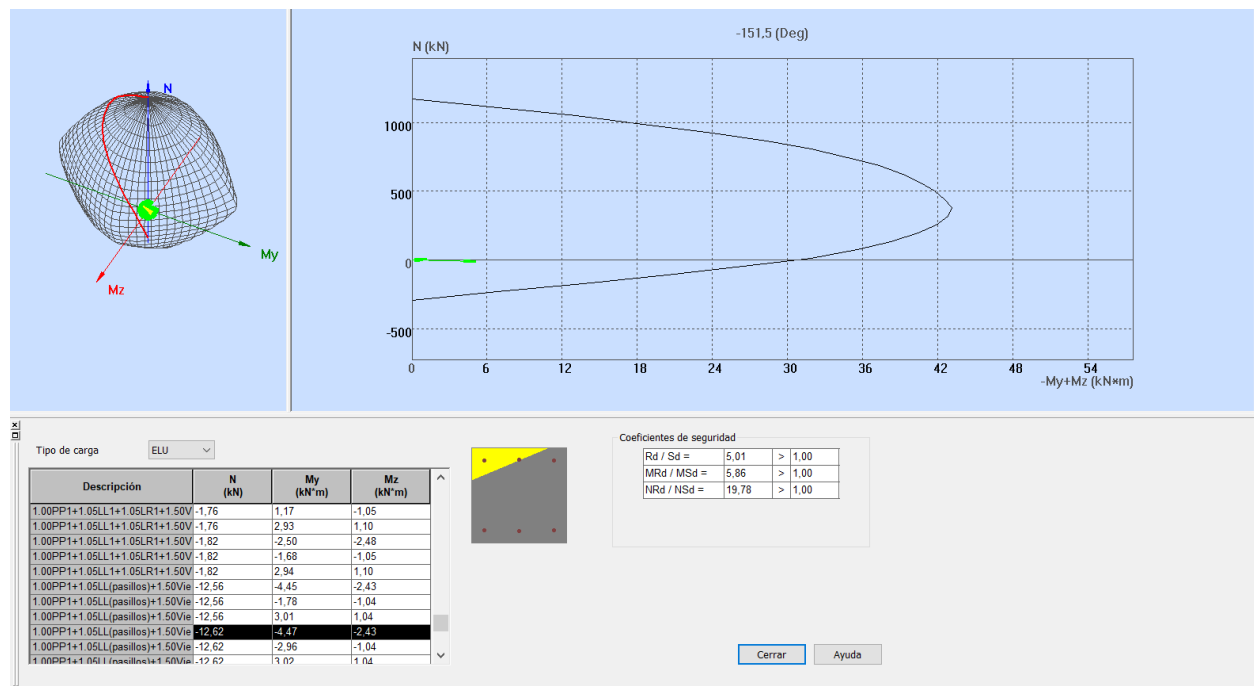 -151,5 (Deg)
N (kN)
N
My
Mz
1000
500
0
-500
0 6 12 18 24 30 36 42 48 54
-My+Mz (kN*m)
Tipo de carga ELU
Coeficientes de seguridad
Rd / Sd = 5,01 > 1,00
MRd / MSd = 5,86 > 1,00
NRd / NSd = 19,78 > 1,00
Descripción N (kN) My (kN*m) Mz (kN*m)
1.00PP1+1.05LL1+1.05LR1+1.50V -1,76 1,17 -1,05
1.00PP1+1.05LL1+1.05LR1+1.50V -1,76 2,93 1,10
1.00PP1+1.05LL1+1.05LR1+1.50V -1,82 -2,50 -2,48
1.00PP1+1.05LL1+1.05LR1+1.50V -1,82 -1,68 -1,05
1.00PP1+1.05LL1+1.05LR1+1.50V -1,82 2,94 1,10
1.00PP1+1.05LL(pasillos)+1.50Vie -12,56 -4,45 -2,43
1.00PP1+1.05LL(pasillos)+1.50Vie -12,56 -1,78 -1,04
1.00PP1+1.05LL(pasillos)+1.50Vie -12,56 3,01 1,04
1.00PP1+1.05LL(pasillos)+1.50Vie -12,62 -4,47 -2,43
1.00PP1+1.05LL(pasillos)+1.50Vie -12,62 -2,96 -1,04
1.00PP1+1.05LL(pasillos)+1.50Vie -12,62 3,02 1,04
Cerrar Ayuda